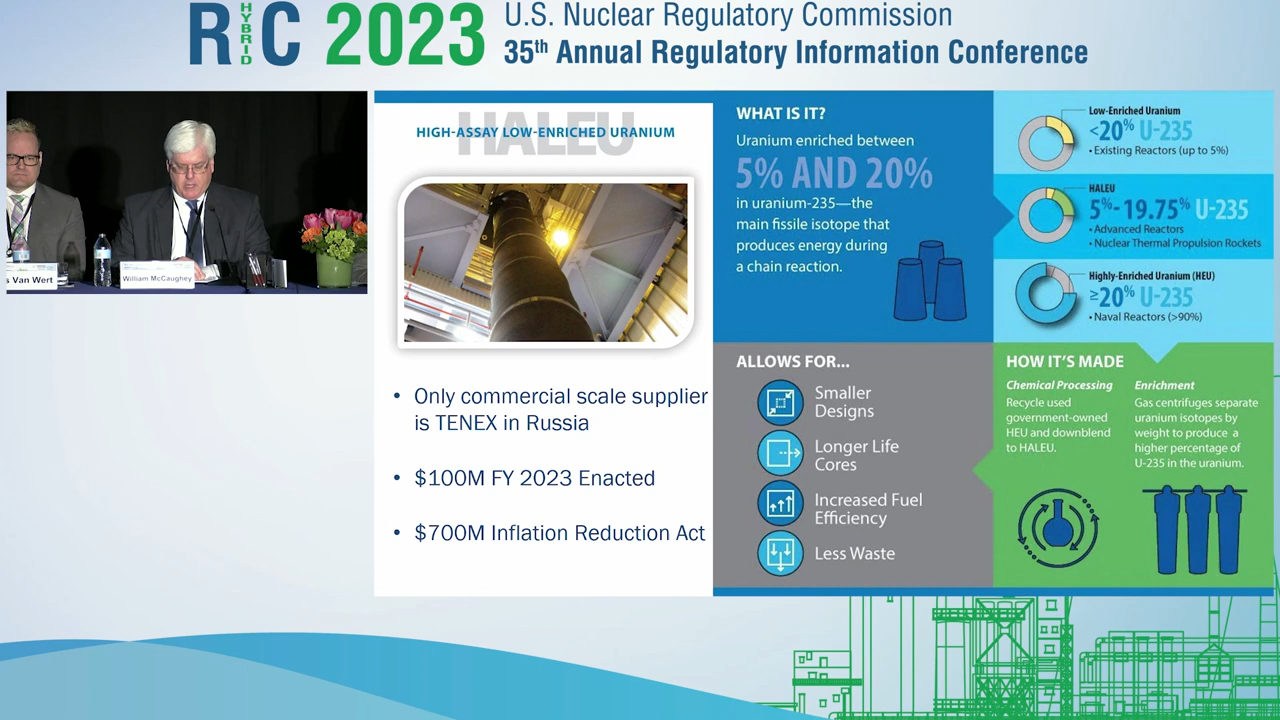 RIC 2023
HYBRID
U.S. Nuclear Regulatory Commission
35th Annual Regulatory Information Conference
s Van Wert
William McCaughey
HALEU
HIGH-ASSAY LOW-ENRICHED URANIUM
• Only commercial scale supplier
is TENEX in Russia
• $100M FY 2023 Enacted
• $700M Inflation Reduction Act
WHAT IS IT?
Uranium enriched between
5% AND 20%
in uranium-235—the
main fissile isotope that
produces energy during
a chain reaction.
Low-Enriched Uranium
<20% U-235
• Existing Reactors (up to 5%)
HALEU
5%-19.75% U-235
• Advanced Reactors
• Nuclear Thermal Propulsion Rockets
Highly-Enriched Uranium (HEU)
≥20% U-235
• Naval Reactors (>90%)
ALLOWS FOR...
Smaller
Designs
Longer Life
Cores
Increased Fuel
Efficiency
Less Waste
HOW IT'S MADE
Chemical Processing
Recycle used
government-owned
HEU and downblend
to HALEU.
Enrichment
Gas centrifuges separate
uranium isotopes by
weight to produce a
higher percentage of
U-235 in the uranium.